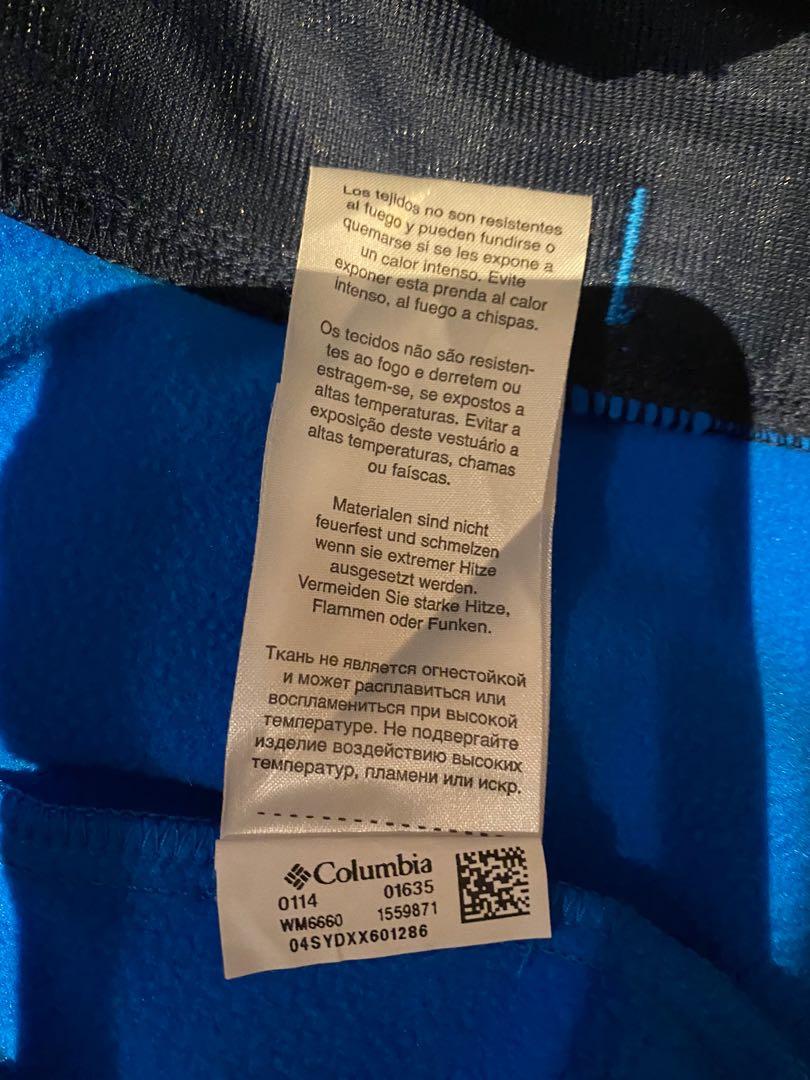 Los tejidos no son resistentes
al fuego y pueden fundirse o
quemarse si se les expone a
un calor intenso. Evite
exponer esta prenda al calor
intenso, al fuego a chispas.
Os tecidos não são resisten-
tes ao fogo e derretem ou
estragem-se, se expostos a
altas temperaturas. Evitar a
exposição deste vestuário a
altas temperaturas, chamas
ou faíscas.
Materialen sind nicht
feuerfest und schmelzen
wenn sie extremer Hitze
ausgesetzt werden.
Vermeiden Sie starke Hitze,
Flammen oder Funken.
Ткань не является огнестойкой
и может расплавиться или
воспламениться при высокой
температуре. Не подвергайте
изделие воздействию высоких
температур, пламени или искр.
Columbia
0114 01635
WM6660 1559871
04SYDXX601286